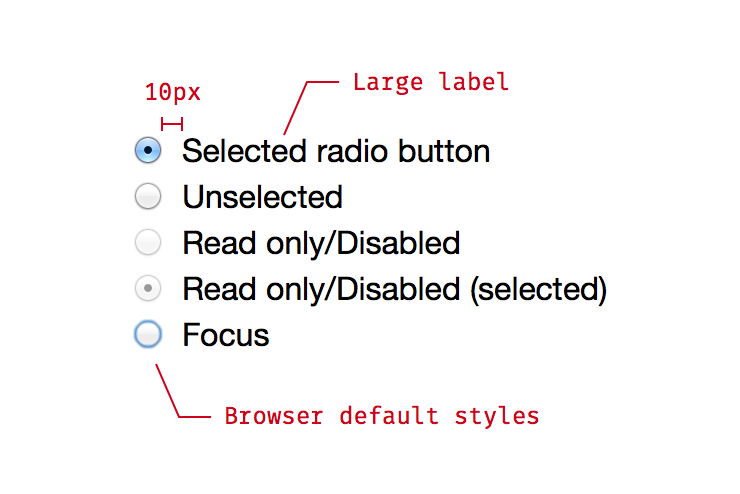 Large label
10px
Selected radio button
Unselected
Read only/Disabled
Read only/Disabled (selected)
Focus
Browser default styles